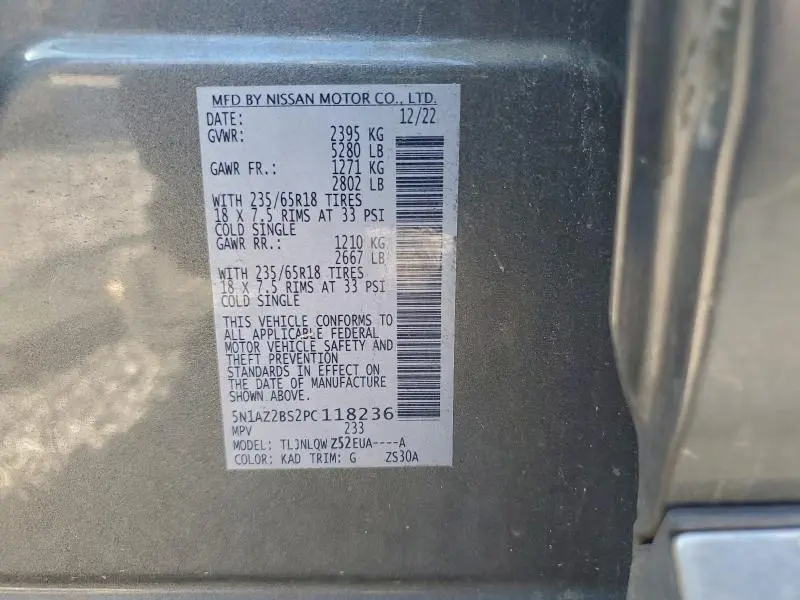 MFD BY NISSAN MOTOR CO., LTD.
DATE: 12/22
GVWR: 2395 KG
5280 LB
GAWR FR.: 1271 KG
2802 LB
WITH 235/65R18 TIRES
18 X 7.5 RIMS AT 33 PSI
COLD SINGLE
GAWR RR.: 1210 KG
2667 LB
WITH 235/65R18 TIRES
18 X 7.5 RIMS AT 33 PSI
COLD SINGLE
THIS VEHICLE CONFORMS TO
ALL APPLICABLE FEDERAL
MOTOR VEHICLE SAFETY AND
THEFT PREVENTION
STANDARDS IN EFFECT ON
THE DATE OF MANUFACTURE
SHOWN ABOVE.
5N1AZ2BS2PC118236
MPV 233
MODEL: TLJNLQW Z52EUA----A
COLOR: KAD TRIM: G ZS30A